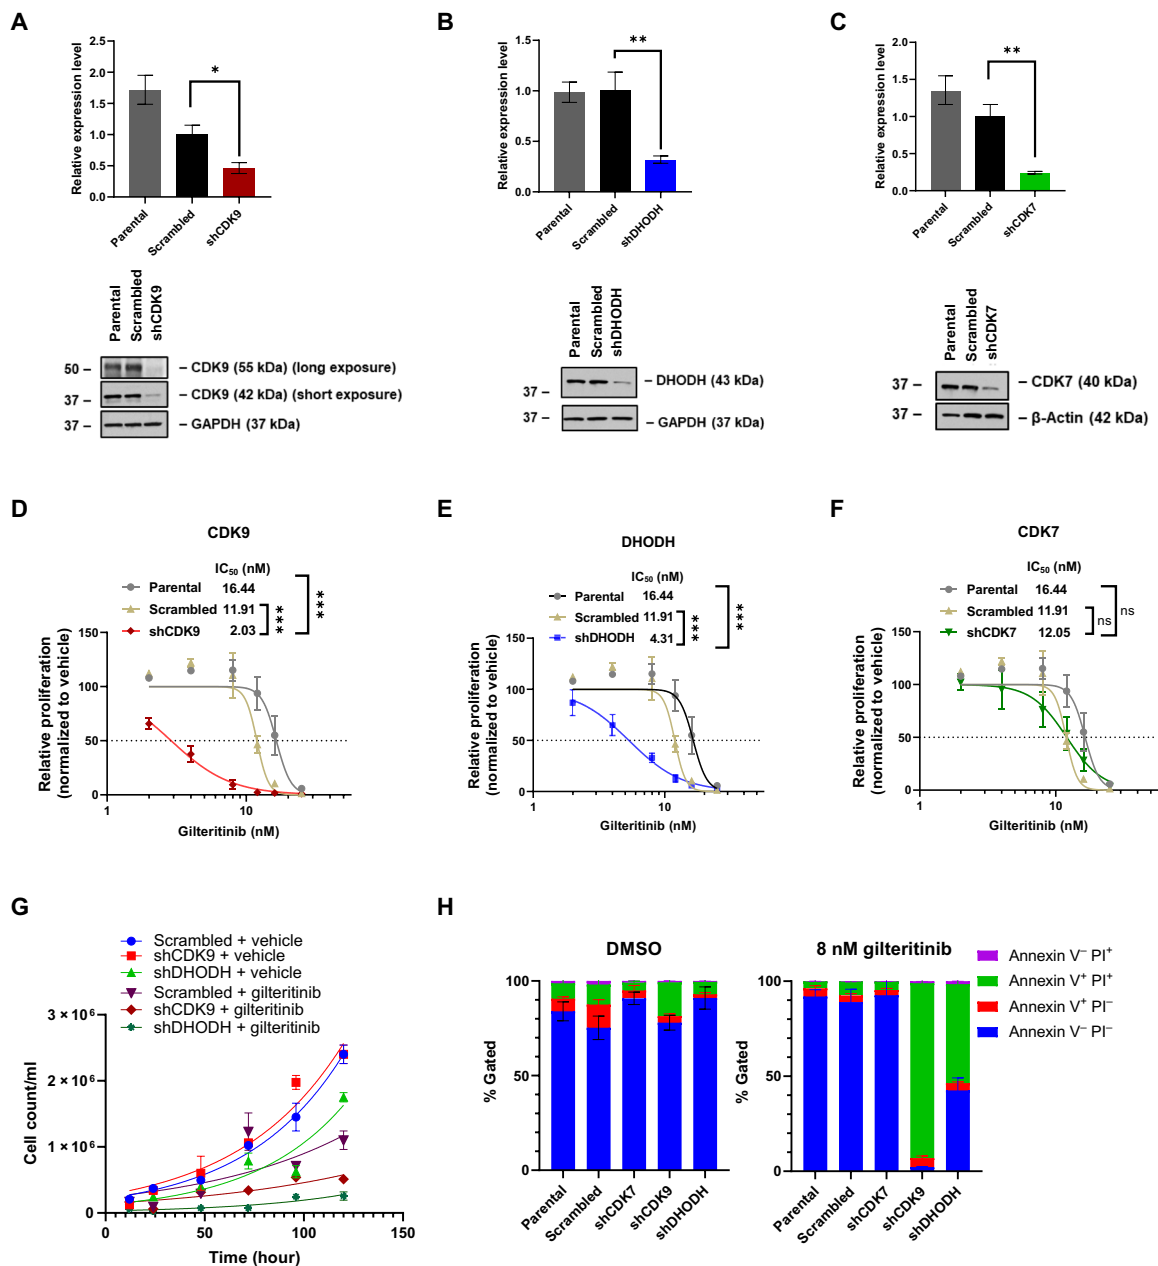 A
Relative expression level
2.5
2.0
1.5
1.0
0.5
0.0
*
Parental
Scrambled
shCDK9
Parental
Scrambled
shCDK9
50 –
– CDK9 (55 kDa) (long exposure)
37 –
– CDK9 (42 kDa) (short exposure)
37 –
– GAPDH (37 kDa)
B
Relative expression level
1.5
1.0
0.5
0.0
**
Parental
Scrambled
shDHODH
Parental
Scrambled
shDHODH
37 –
– DHODH (43 kDa)
37 –
– GAPDH (37 kDa)
C
Relative expression level
2.0
1.5
1.0
0.5
0.0
**
Parental
Scrambled
shCDK7
Parental
Scrambled
shCDK7
37 –
– CDK7 (40 kDa)
37 –
– β-Actin (42 kDa)
D
CDK9
IC50 (nM)
Parental 16.44
Scrambled 11.91
shCDK9 2.03
***
***
Relative proliferation
(normalized to vehicle)
150
100
50
0
1
10
Gilteritinib (nM)
E
DHODH
IC50 (nM)
Parental 16.44
Scrambled 11.91
shDHODH 4.31
***
***
Relative proliferation
(normalized to vehicle)
150
100
50
0
1
10
Gilteritinib (nM)
F
CDK7
IC50 (nM)
Parental 16.44
Scrambled 11.91
shCDK7 12.05
ns
ns
Relative proliferation
(normalized to vehicle)
150
100
50
0
1
10
Gilteritinib (nM)
G
Scrambled + vehicle
shCDK9 + vehicle
shDHODH + vehicle
Scrambled + gilteritinib
shCDK9 + gilteritinib
shDHODH + gilteritinib
Cell count/ml
3 × 10⁶
2 × 10⁶
1 × 10⁶
0
0
50
100
150
Time (hour)
H
DMSO
% Gated
100
50
0
Parental
Scrambled
shCDK7
shCDK9
shDHODH
8 nM gilteritinib
% Gated
100
50
0
Parental
Scrambled
shCDK7
shCDK9
shDHODH
Annexin V⁻ PI⁺
Annexin V⁺ PI⁺
Annexin V⁺ PI⁻
Annexin V⁻ PI⁻